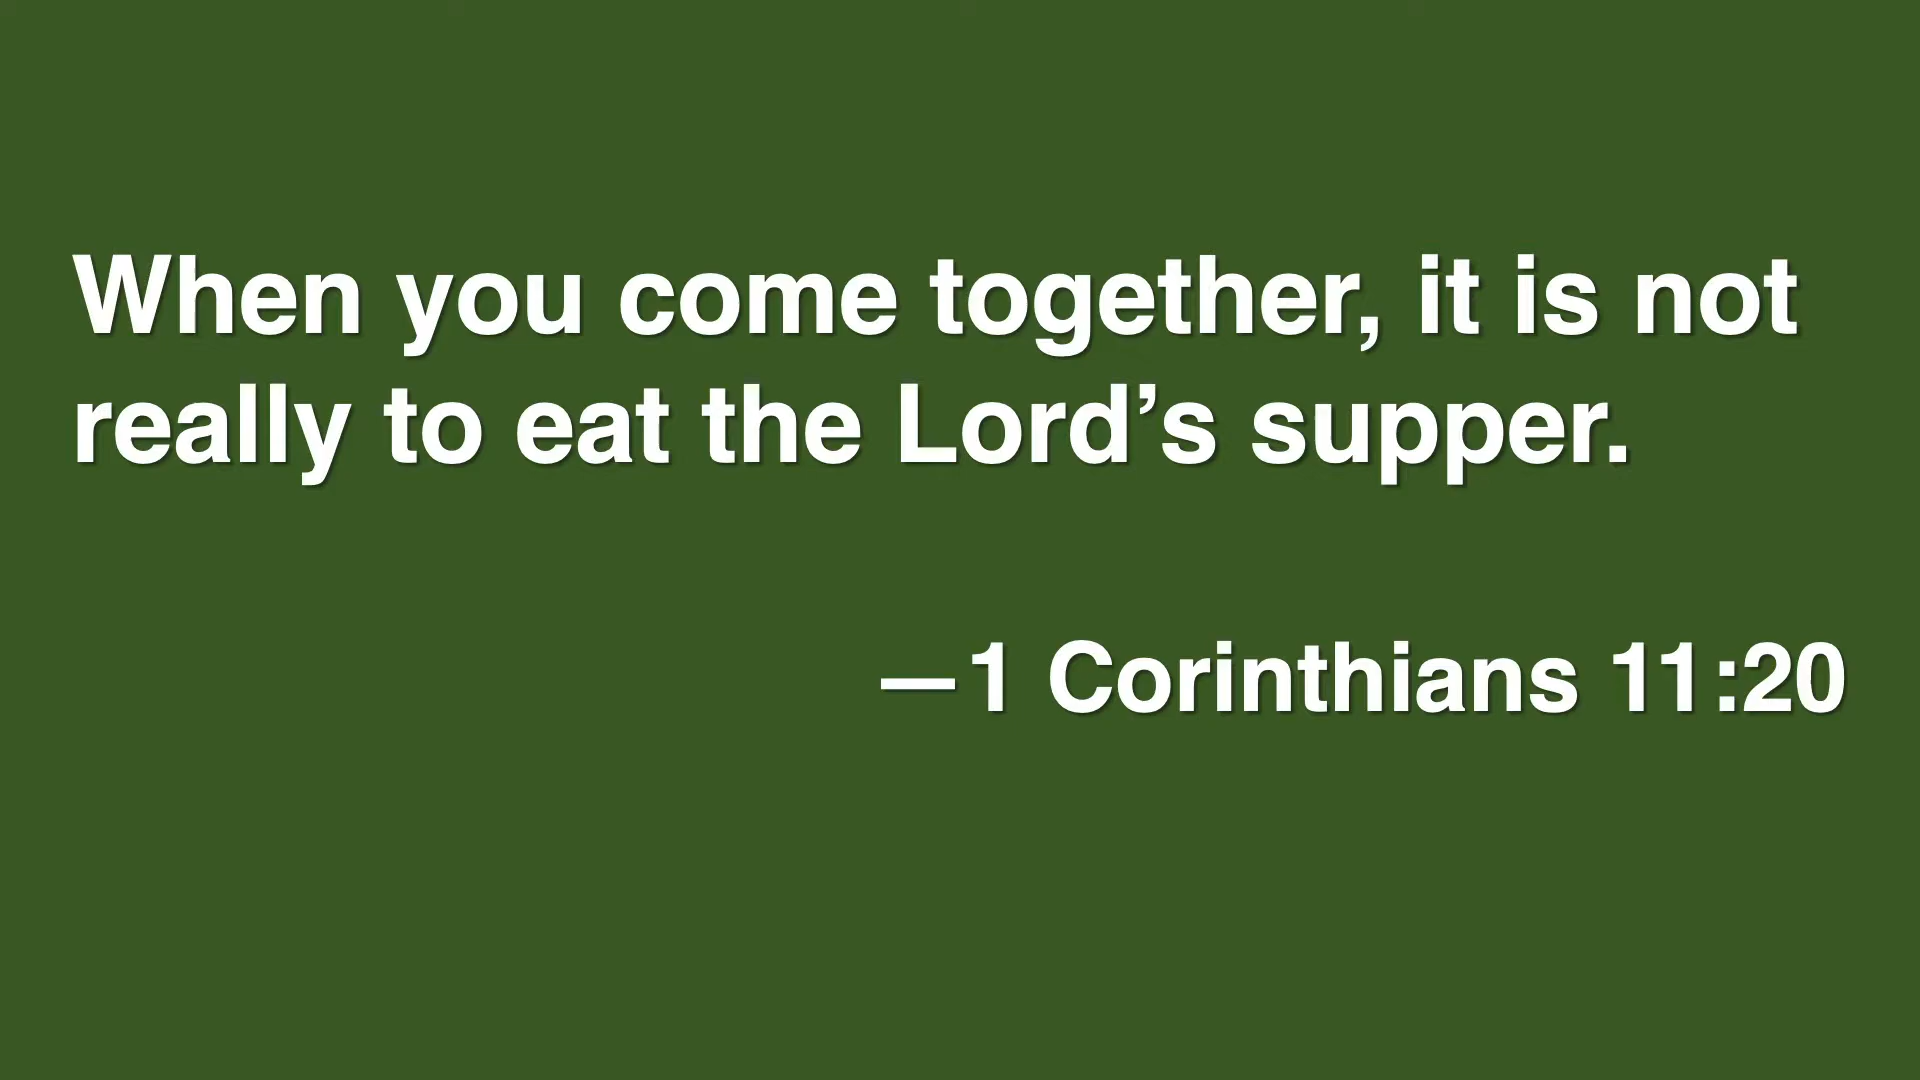 When you come together, it is not
really to eat the Lord’s supper.
—1 Corinthians 11:20